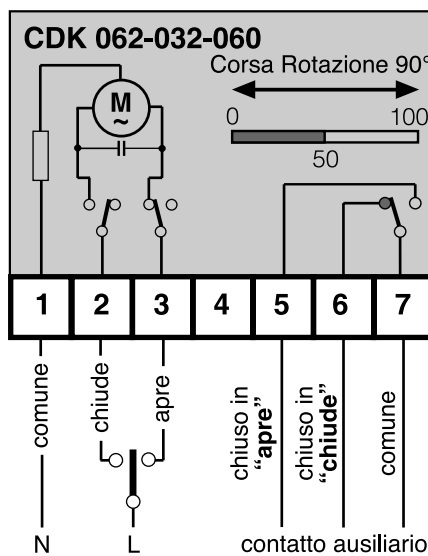 CDK 062-032-060
Corsa Rotazione 90°
0 100
50
M
~
1 2 3 4 5 6 7
comune
chiude
apre
chiuso in
“apre”
chiuso in
“chiude”
comune
N L contatto ausiliario